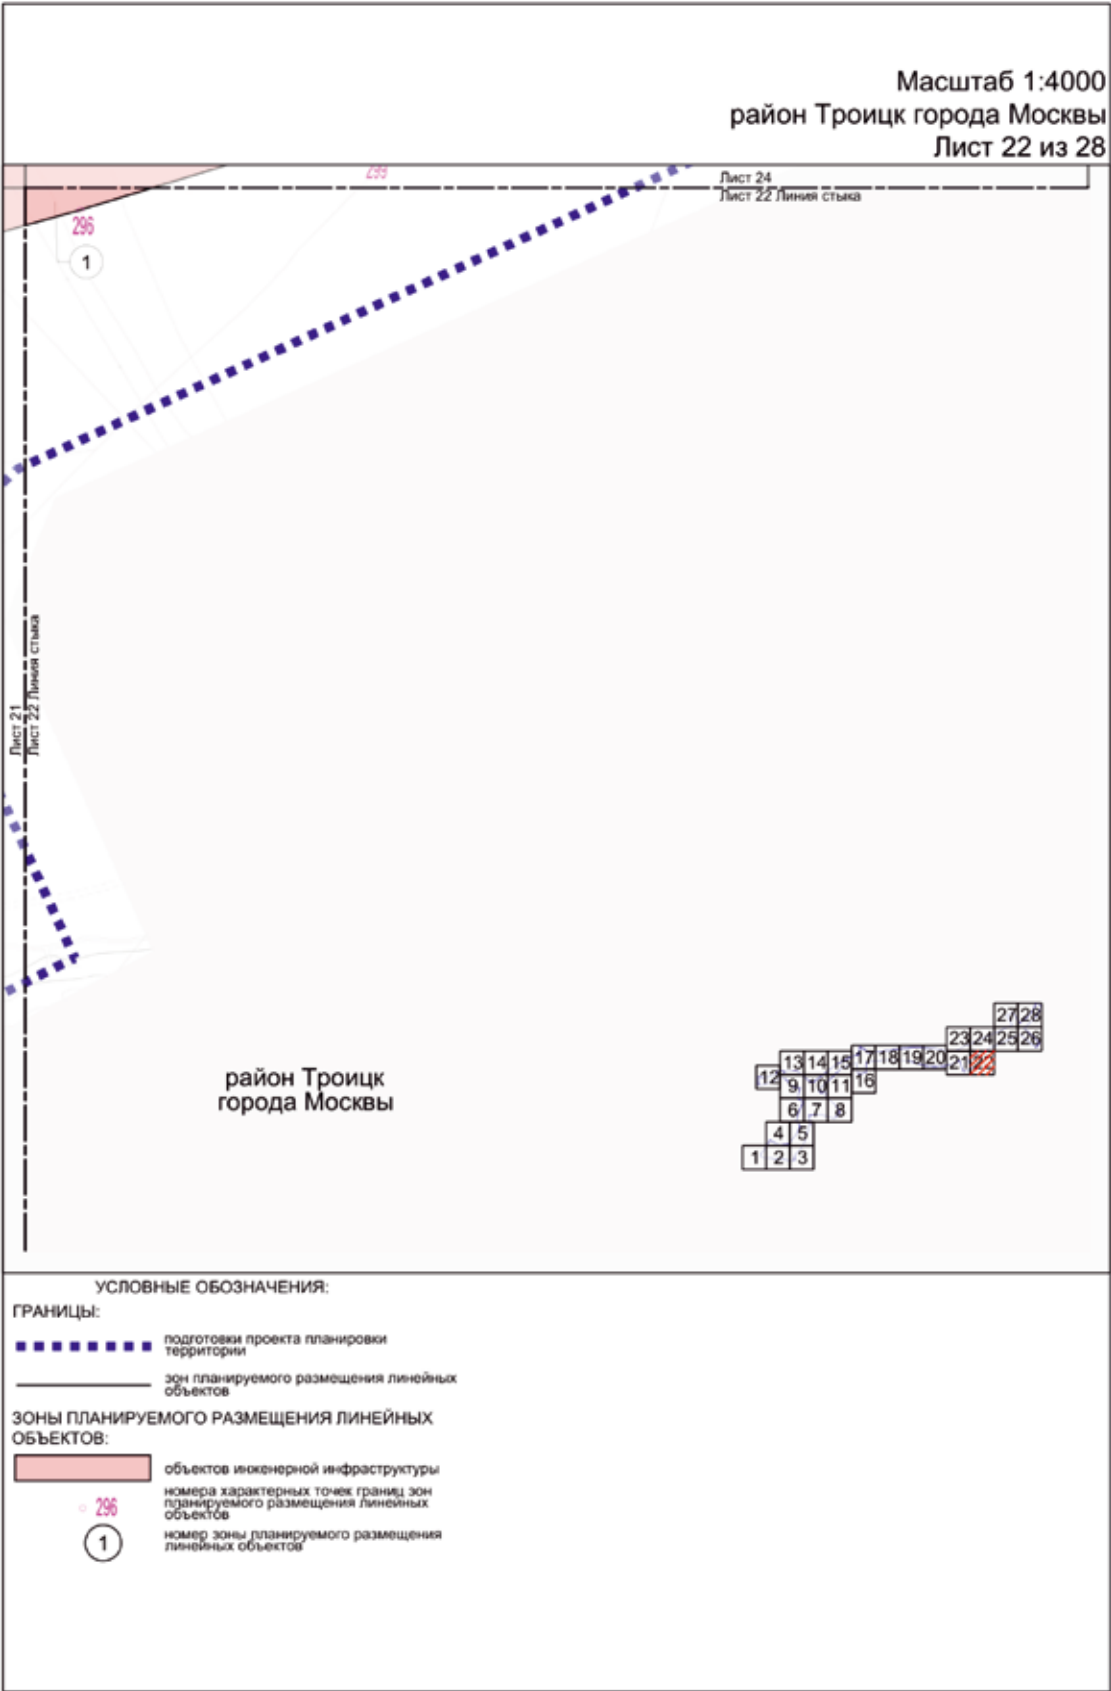 Масштаб 1:4000
район Троицк города Москвы
Лист 22 из 28
Лист 24
Лист 22 Линия стыка
296
1
Лист 21
Лист 22 Линия стыка
район Троицк
города Москвы
27 28
23 24 25 26
13 14 15 17 18 19 20 21 22
12 9 10 11 16
6 7 8
4 5
1 2 3
УСЛОВНЫЕ ОБОЗНАЧЕНИЯ:
ГРАНИЦЫ:
подготовки проекта планировки
территории
зон планируемого размещения линейных
объектов
ЗОНЫ ПЛАНИРУЕМОГО РАЗМЕЩЕНИЯ ЛИНЕЙНЫХ
ОБЪЕКТОВ:
объектов инженерной инфраструктуры
296
номера характерных точек границ зон
планируемого размещения линейных
объектов
1
номер зоны планируемого размещения
линейных объектов